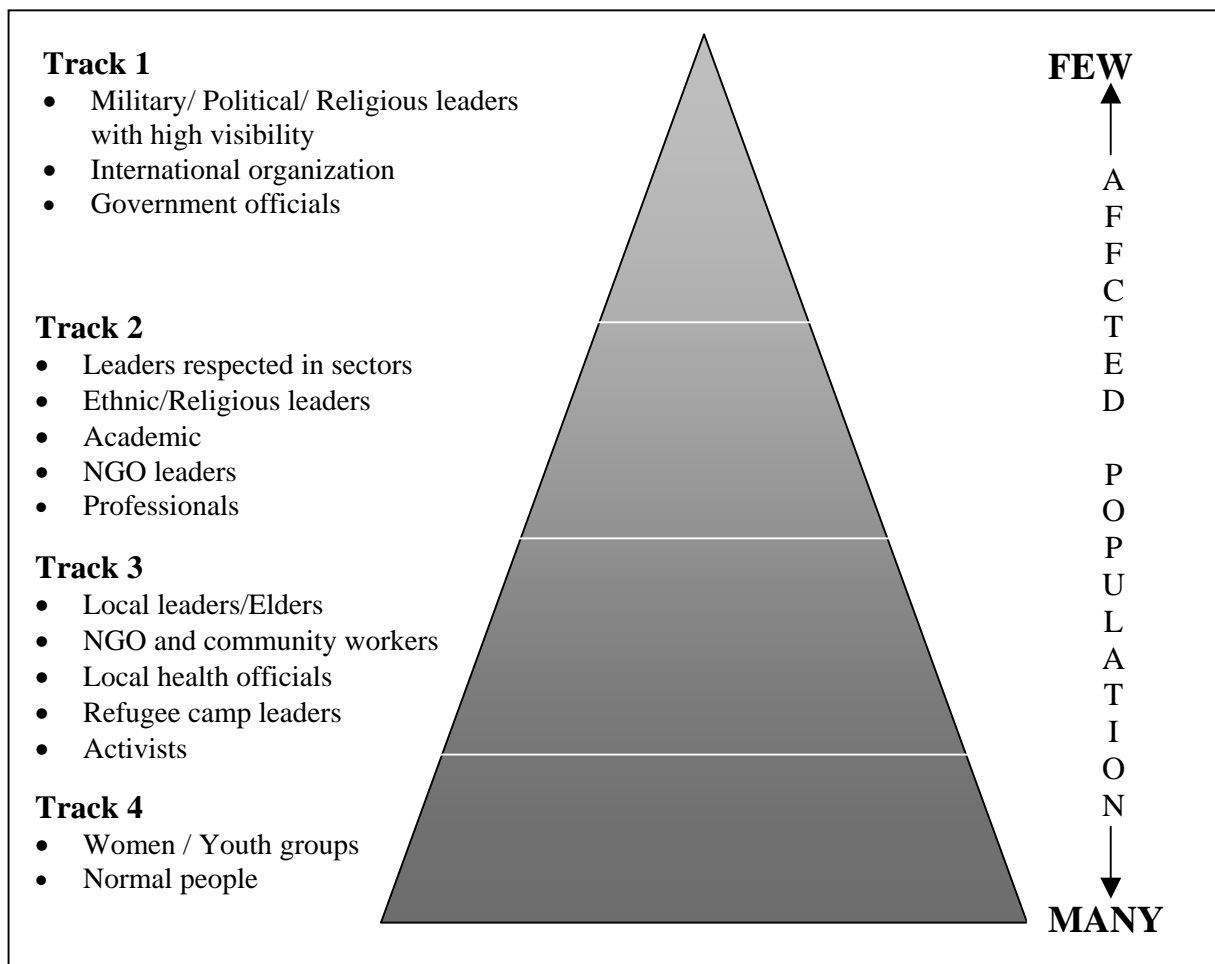 Track 1
• Military/ Political/ Religious leaders
with high visibility
• International organization
• Government officials
Track 2
• Leaders respected in sectors
• Ethnic/Religious leaders
• Academic
• NGO leaders
• Professionals
Track 3
• Local leaders/Elders
• NGO and community workers
• Local health officials
• Refugee camp leaders
• Activists
Track 4
• Women / Youth groups
• Normal people
FEW
AFFCTED POPULATION
MANY